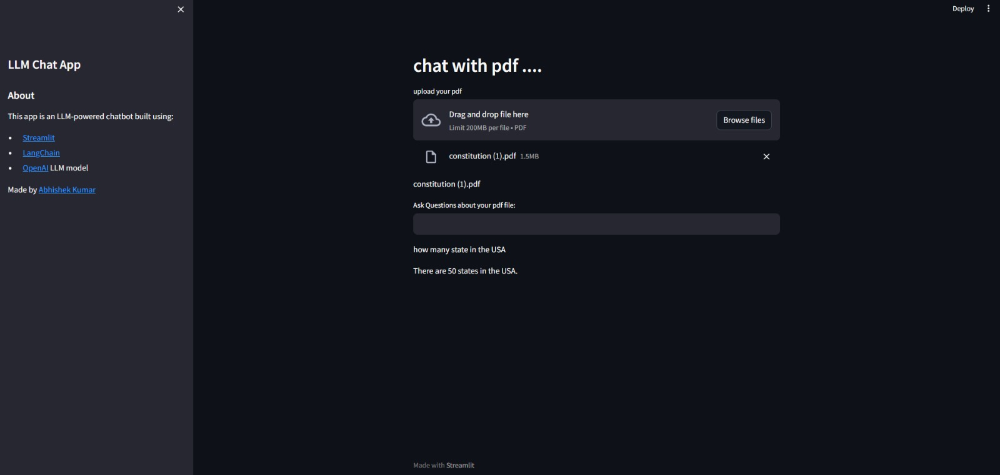 LLM Chat App
About
This app is an LLM-powered chatbot built using:
• Streamlit
• LangChain
• OpenAI LLM model
Made by Abhishek Kumar
Deploy
chat with pdf ....
upload your pdf
Drag and drop file here
Limit 200MB per file • PDF
Browse files
constitution (1).pdf 1.5MB
constitution (1).pdf
Ask Questions about your pdf file:
how many state in the USA
There are 50 states in the USA.
Made with Streamlit